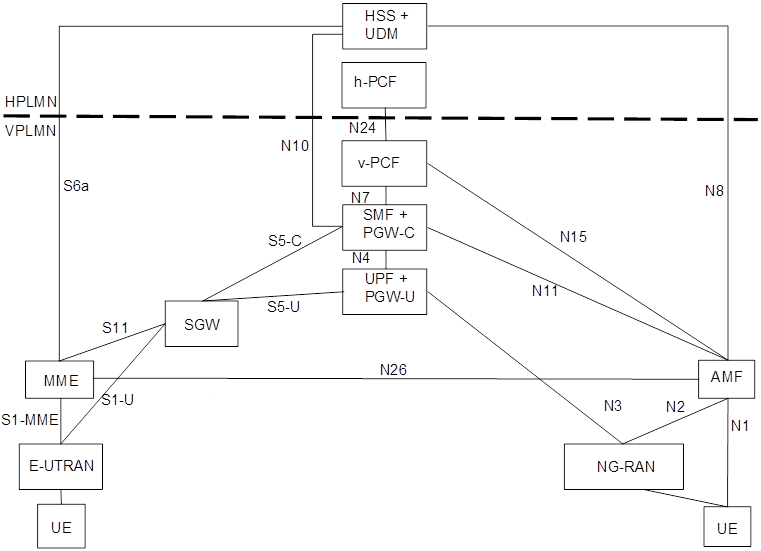 HSS +
UDM
h-PCF
HPLMN
VPLMN
N24
N10
v-PCF
S6a
N8
N7
SMF +
PGW-C
S5-C
N15
N4
UPF +
PGW-U
N11
S5-U
SGW
S11
N26
MME
AMF
S1-U
S1-MME
N3
N2
N1
E-UTRAN
NG-RAN
UE
UE